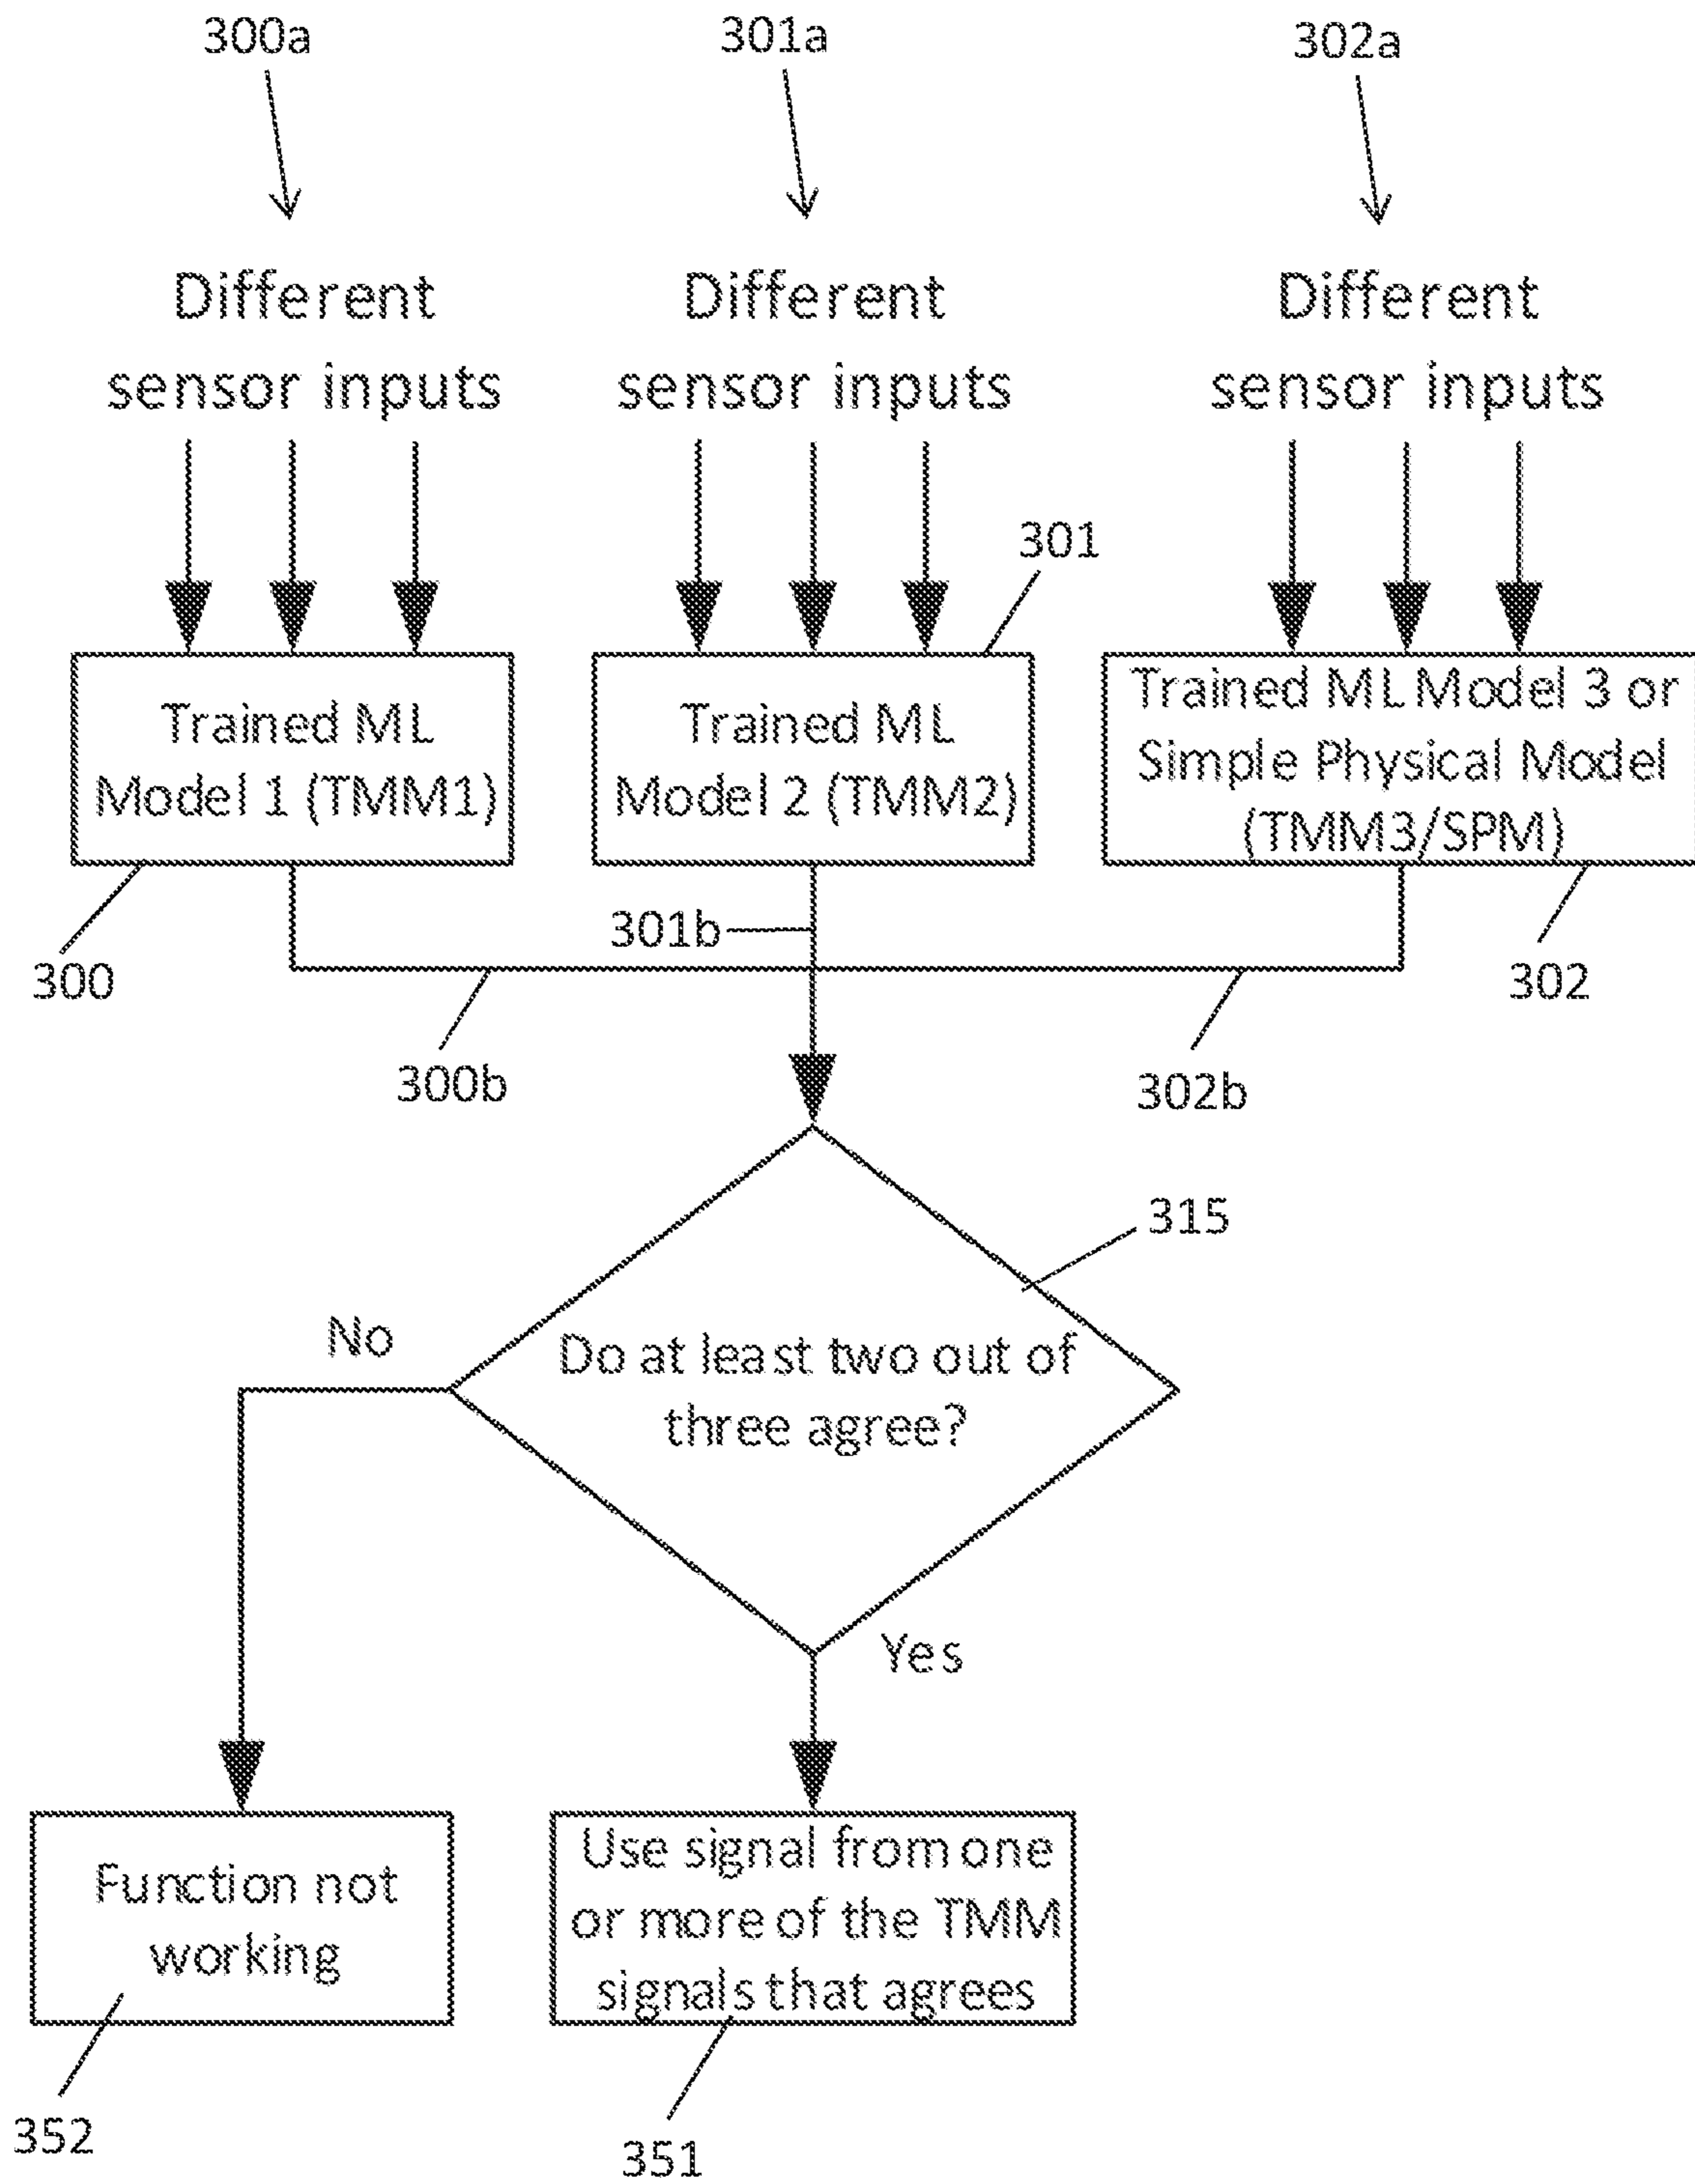 300a
301a
302a
Different
sensor inputs
Different
sensor inputs
Different
sensor inputs
301
Trained ML
Model 1 (TMM1)
Trained ML
Model 2 (TMM2)
Trained ML Model 3 or
Simple Physical Model
(TMM3/SPM)
301b
300
302
300b
302b
315
No
Do at least two out of
three agree?
Yes
Function not
working
Use signal from one
or more of the TMM
signals that agrees
352
351